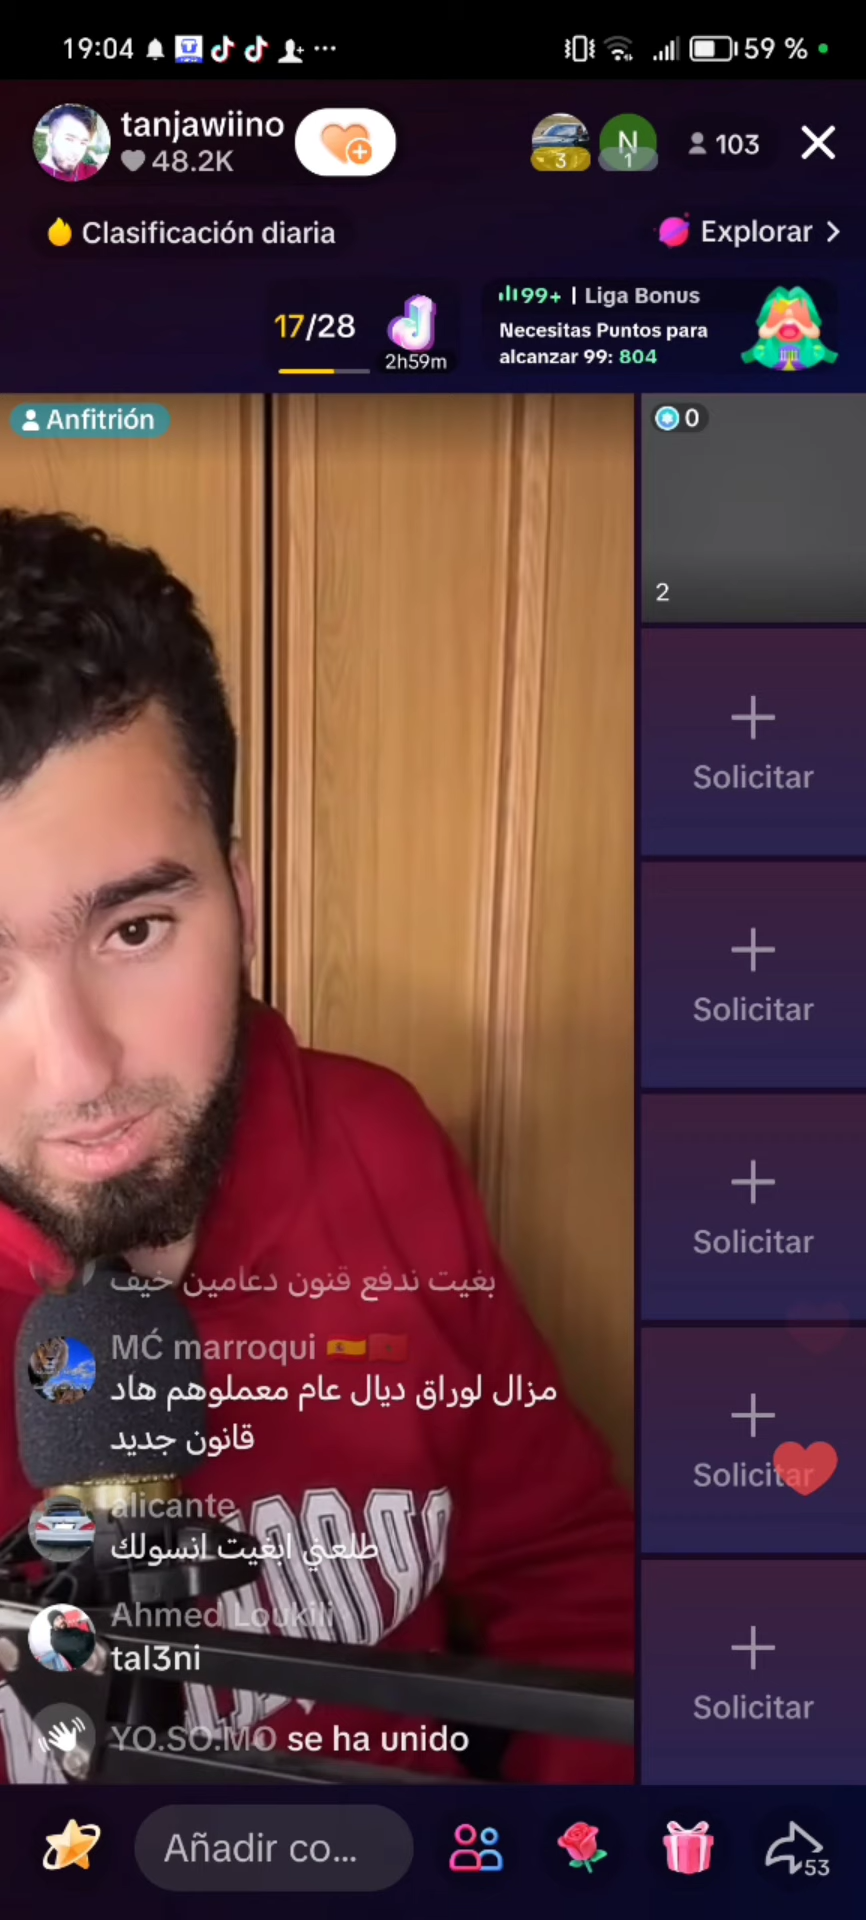 19:04
59 %
tanjawiino
48.2K
3
N
1
103
Clasificación diaria
Explorar
17/28
2h59m
99+ | Liga Bonus
Necesitas Puntos para
alcanzar 99: 804
Anfitrión
0
2
Solicitar
Solicitar
Solicitar
Solicitar
Solicitar
بغيت ندفع قنون دعامين خيف
MĆ marroqui
مزال لوراق ديال عام معملوهم هاد
قانون جديد
alicante
طلعني ابغيت انسولك
Ahmed Loukili
tal3ni
YO.SO.MO se ha unido
Añadir co...
53